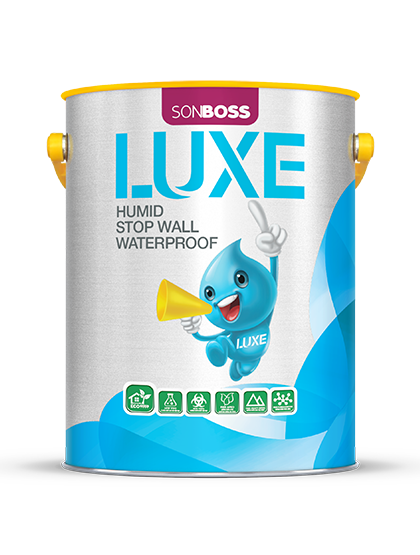 SONBOSS
LUXE
HUMID
STOP WALL
WATERPROOF
LUXE